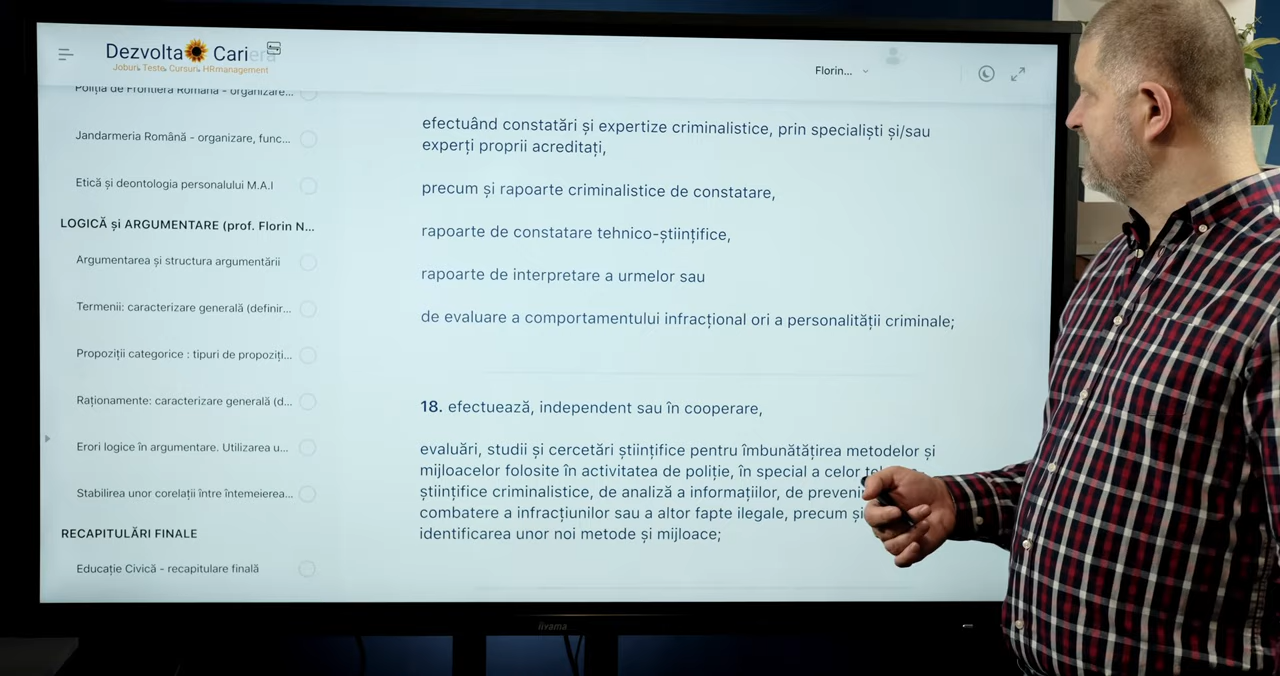 Dezvolta Cariera
Joburi, Teste, Cursuri, HRmanagement
Florin...
Poliția de Frontieră Română - organizare...
Jandarmeria Română - organizare, func...
Etică și deontologia personalului M.A.I
LOGICĂ și ARGUMENTARE (prof. Florin N...
Argumentarea și structura argumentării
Termenii: caracterizare generală (definir...
Propoziții categorice : tipuri de propoziți...
Raționamente: caracterizare generală (d...
Erori logice în argumentare. Utilizarea u...
Stabilirea unor corelații între întemeierea...
RECAPITULĂRI FINALE
Educație Civică - recapitulare finală
efectuând constatări și expertize criminalistice, prin specialiști și/sau
experți proprii acreditați,
precum și rapoarte criminalistice de constatare,
rapoarte de constatare tehnico-științifice,
rapoarte de interpretare a urmelor sau
de evaluare a comportamentului infracțional ori a personalității criminale;
18. efectuează, independent sau în cooperare,
evaluări, studii și cercetări științifice pentru îmbunătățirea metodelor și
mijloacelor folosite în activitatea de poliție, în special a celor
științifice criminalistice, de analiză a informațiilor, de
combatere a infracțiunilor sau a altor fapte ilegale, precum și
identificarea unor noi metode și mijloace;
iiyama